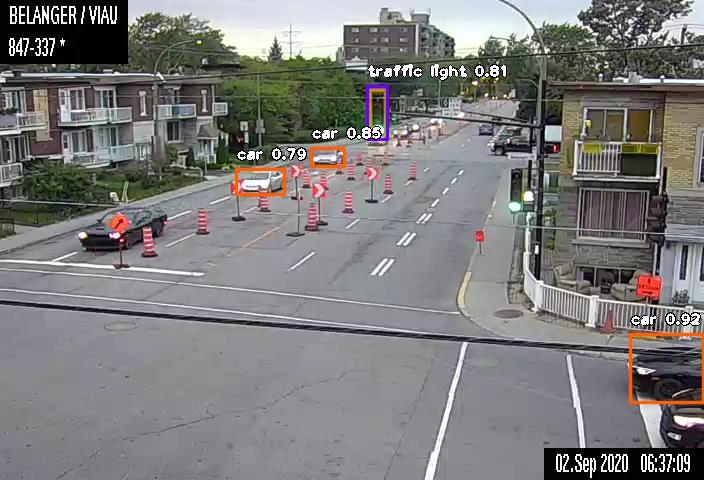 BELANGER / VIAU
847-337 *
traffic light 0.81
car 0.85
car 0.79
car 0.92
02.Sep 2020 06:37:09